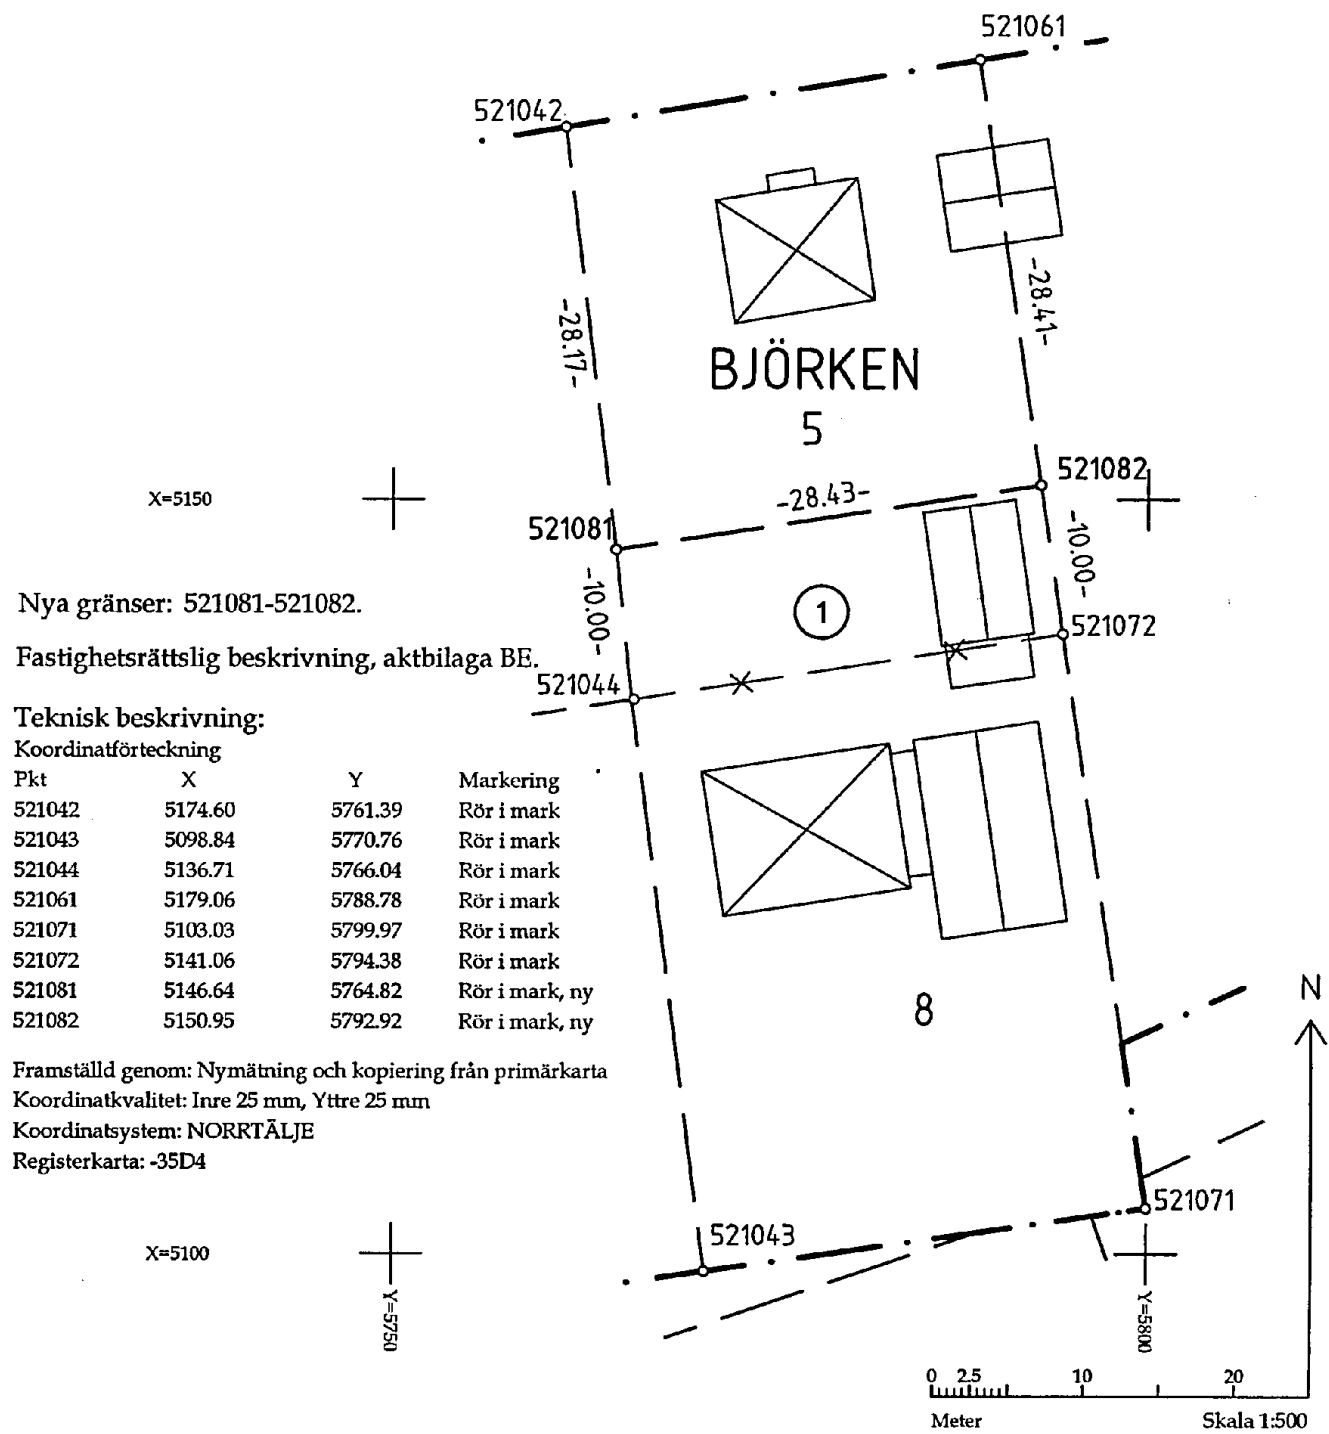 521061
521042
-28.17-
-28.41-
BJÖRKEN
5
521082
X=5150
-28.43-
521081
-10.00-
-10.00-
Nya gränser: 521081-521082.
1
521072
Fastighetsrättslig beskrivning, aktbilaga BE.
521044
Teknisk beskrivning:
Koordinatförteckning
Pkt X Y Markering
521042 5174.60 5761.39 Rör i mark
521043 5098.84 5770.76 Rör i mark
521044 5136.71 5766.04 Rör i mark
521061 5179.06 5788.78 Rör i mark
521071 5103.03 5799.97 Rör i mark
521072 5141.06 5794.38 Rör i mark
521081 5146.64 5764.82 Rör i mark, ny
521082 5150.95 5792.92 Rör i mark, ny
8
N
Framställd genom: Nymätning och kopiering från primärkarta
Koordinatkvalitet: Inre 25 mm, Yttre 25 mm
Koordinatsystem: NORRTÄLJE
Registerkarta: -35D4
521071
521043
X=5100
Y=5750
Y=5800
0 2.5 10 20
Meter Skala 1:500